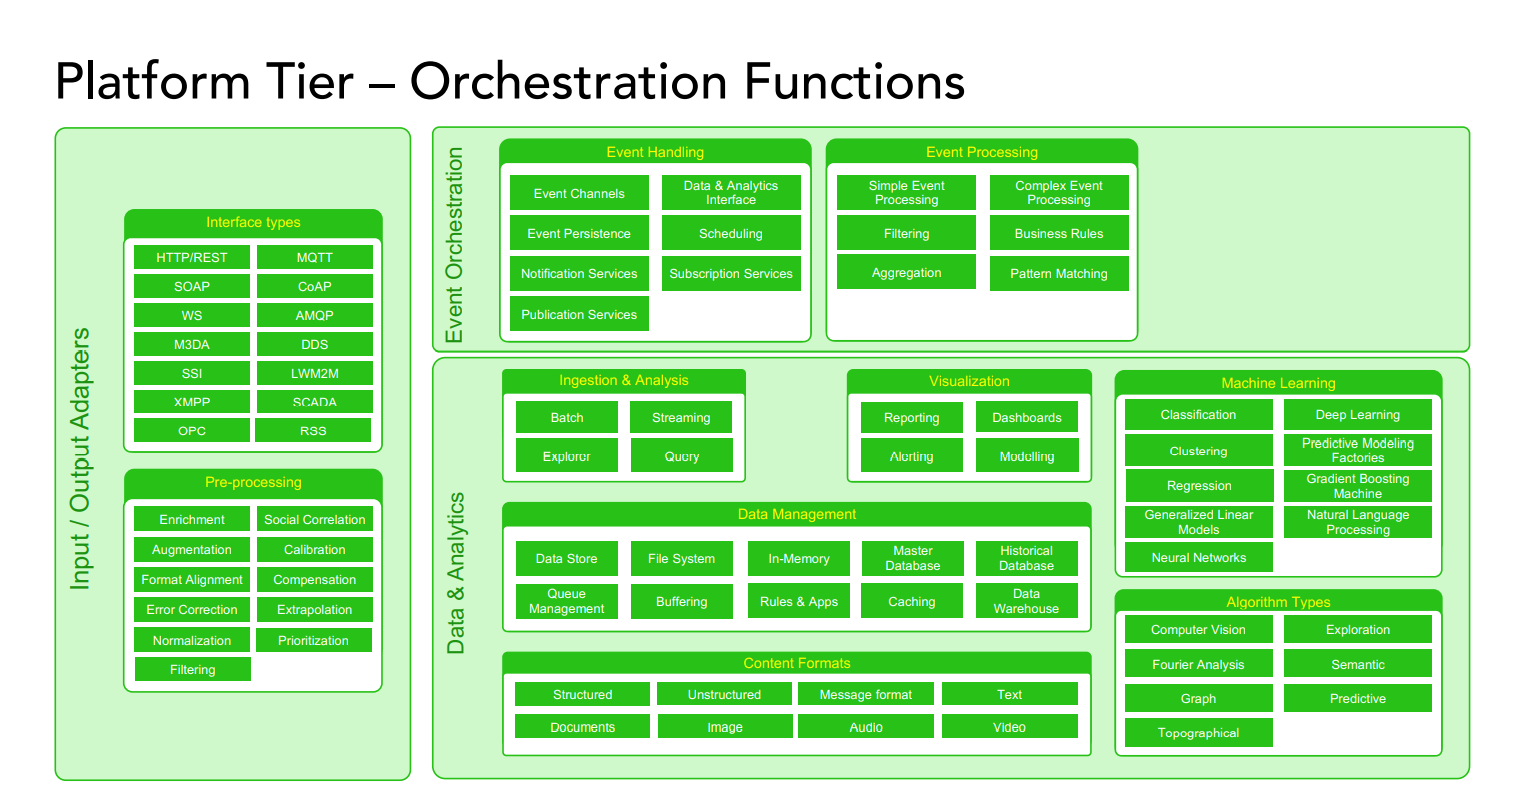 Platform Tier – Orchestration Functions
Input / Output Adapters
Interface types
HTTP/REST
MQTT
SOAP
CoAP
WS
AMQP
M3DA
DDS
SSI
LWM2M
XMPP
SCADA
OPC
RSS
Pre-processing
Enrichment
Social Correlation
Augmentation
Calibration
Format Alignment
Compensation
Error Correction
Extrapolation
Normalization
Prioritization
Filtering
Event Orchestration
Event Handling
Event Channels
Data & Analytics
Interface
Event Persistence
Scheduling
Notification Services
Subscription Services
Publication Services
Event Processing
Simple Event
Processing
Complex Event
Processing
Filtering
Business Rules
Aggregation
Pattern Matching
Data & Analytics
Ingestion & Analysis
Batch
Streaming
Explorer
Query
Visualization
Reporting
Dashboards
Alerting
Modelling
Data Management
Data Store
File System
In-Memory
Master
Database
Historical
Database
Queue
Management
Buffering
Rules & Apps
Caching
Data
Warehouse
Content Formats
Structured
Unstructured
Message format
Text
Documents
Image
Audio
Video
Machine Learning
Classification
Deep Learning
Clustering
Predictive Modeling
Factories
Regression
Gradient Boosting
Machine
Generalized Linear
Models
Natural Language
Processing
Neural Networks
Algorithm Types
Computer Vision
Exploration
Fourier Analysis
Semantic
Graph
Predictive
Topographical